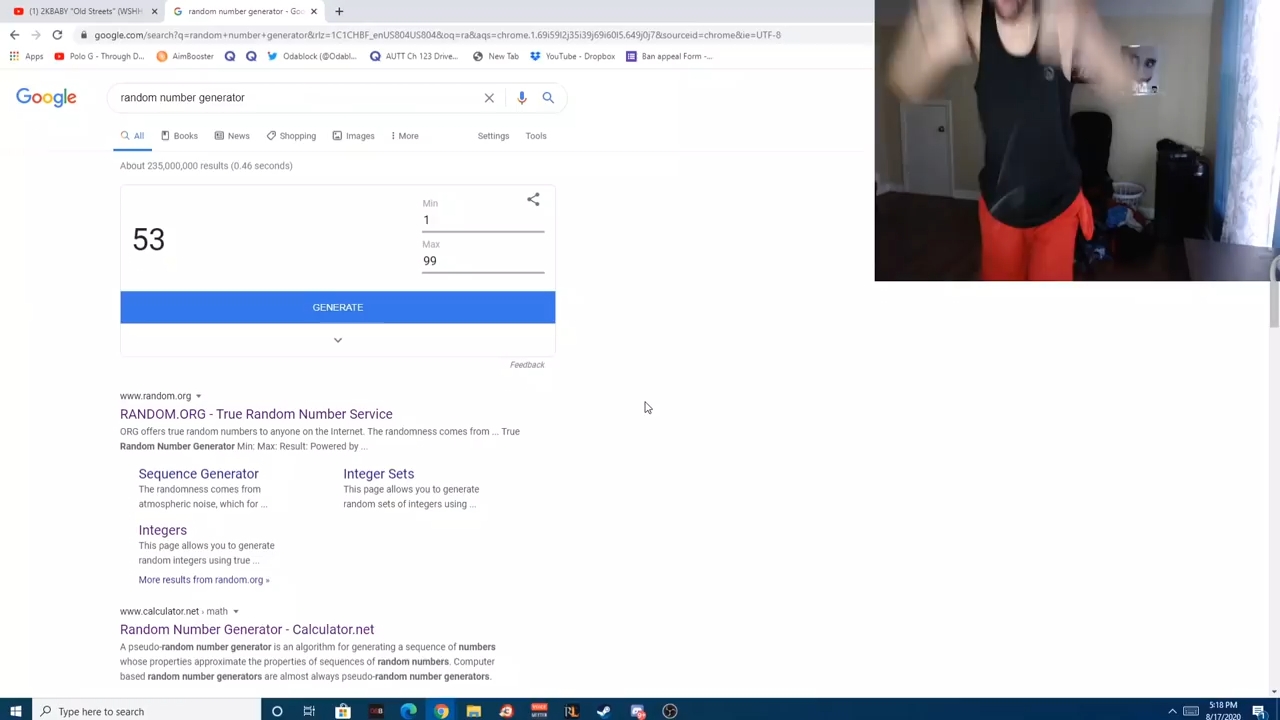 (1) 2KBABY "Old Streets" (WSHH
random number generator - Goo
google.com/search?q=random+number+generator&rlz=1C1CHBF_enUS804US804&oq=ra&aqs=chrome.1.69i59l2j35i39j69i60l5.649j0j7&sourceid=chrome&ie=UTF-8
Apps
Polo G - Through D...
AimBooster
Odablock (@Odabl...
AUTT Ch 123 Drive...
New Tab
YouTube - Dropbox
Ban appeal Form -...
Google
random number generator
All
Books
News
Shopping
Images
More
Settings
Tools
About 235,000,000 results (0.46 seconds)
53
Min
1
Max
99
GENERATE
Feedback
www.random.org
RANDOM.ORG - True Random Number Service
ORG offers true random numbers to anyone on the Internet. The randomness comes from ... True
Random Number Generator Min: Max: Result: Powered by ...
Sequence Generator
The randomness comes from
atmospheric noise, which for ...
Integer Sets
This page allows you to generate
random sets of integers using ...
Integers
This page allows you to generate
random integers using true ...
More results from random.org »
www.calculator.net › math
Random Number Generator - Calculator.net
A pseudo-random number generator is an algorithm for generating a sequence of numbers
whose properties approximate the properties of sequences of random numbers. Computer
based random number generators are almost always pseudo-random number generators.
Type here to search
5:18 PM
8/17/2020